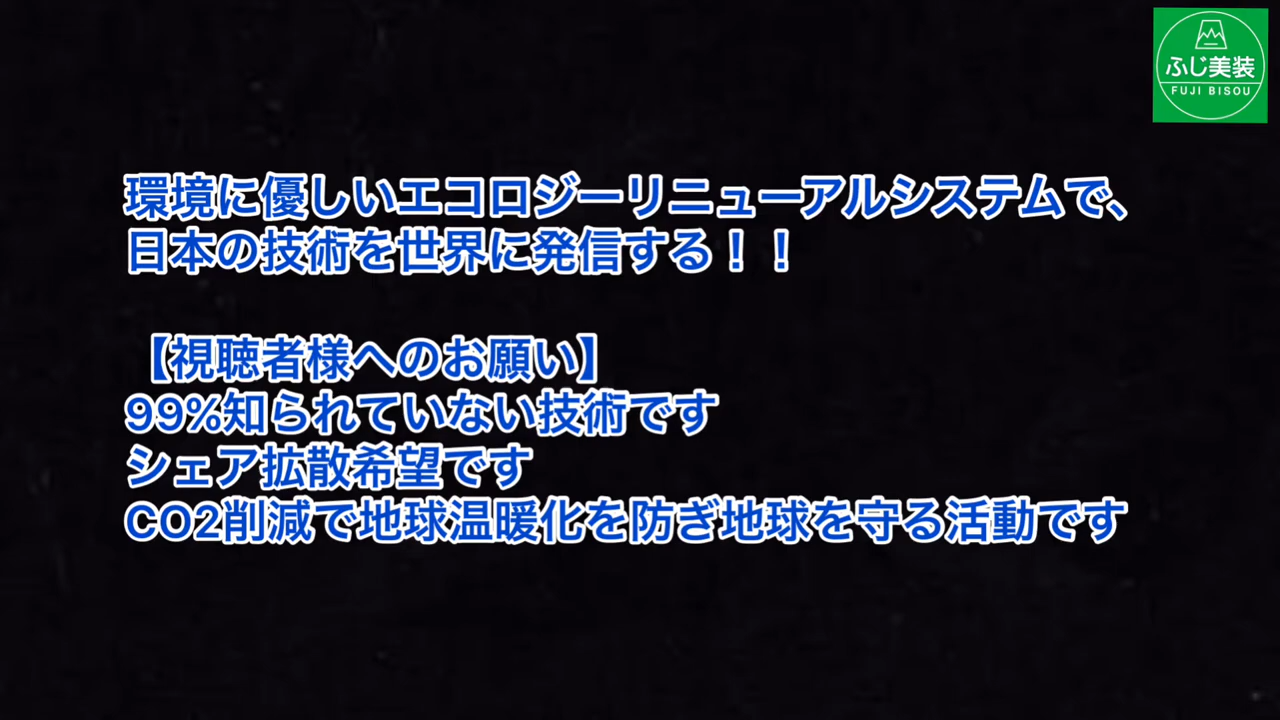 ふじ美装
FUJI BISOU
環境に優しいエコロジーリニューアルシステムで、
日本の技術を世界に発信する！！
【視聴者様へのお願い】
99%知られていない技術です
シェア拡散希望です
CO2削減で地球温暖化を防ぎ地球を守る活動です